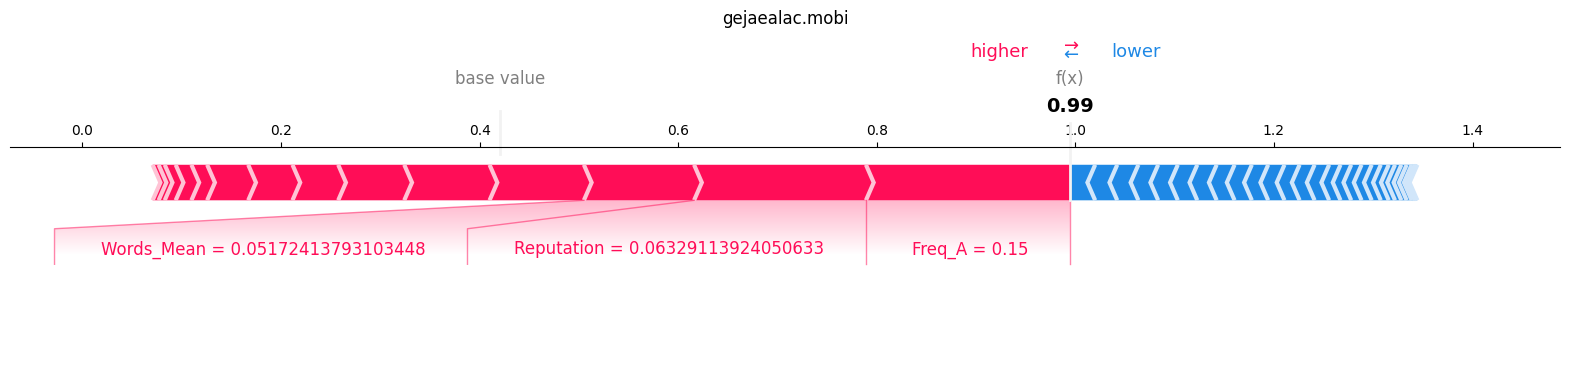 gejaealac.mobi
higher → ← lower
base value f(x)
0.99
0.0 0.2 0.4 0.6 0.8 1.0 1.2 1.4
Words_Mean = 0.05172413793103448 Reputation = 0.06329113924050633 Freq_A = 0.15